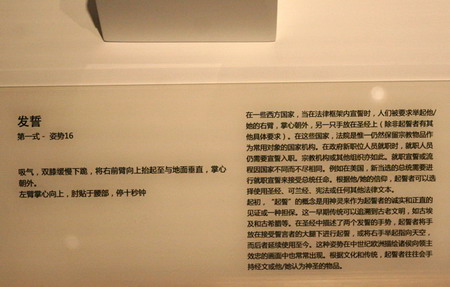 发誓
第一式 - 姿势16
吸气，双膝缓慢下跪，将右前臂向上抬起至与地面垂直，掌心
朝外。
左臂掌心向上，肘贴于腰部，停十秒钟
在一些西方国家，当在法律框架内宣誓时，人们被要求举起他/
她的右臂，掌心朝外，另一只手放在圣经上（除非起誓者有其
他具体要求）。在这些国家，法院是惟一仍然保留宗教物品作
为常用对象的国家机构。在政府新职位人员就职时，就职人员
仍需要宣誓入职。宗教机构或其他组织亦如此。就职宣誓或流
程因国家不同而不尽相同。例如在美国，新当选的总统需要进
行就职宣誓来接受总统任命。根据他/她的信仰，起誓者可以选
择使用圣经、可兰经、宪法或任何其他法律文本。
起初，“起誓”的概念是用神灵来作为起誓者的诚实和正直的
见证或一种担保。这一早期传统可以追溯到古老文明，如古埃
及和古希腊等。在圣经中描述了两个发誓的手势，起誓者将手
放在接受誓言者的大腿下进行起誓，或将右手举起指向天空，
而后者延续使用至今。这种姿势在中世纪欧洲描绘诸侯向领主
效忠的画面中也常常出现。根据文化和传统，起誓者往往会手
持经文或他/她认为神圣的物品。